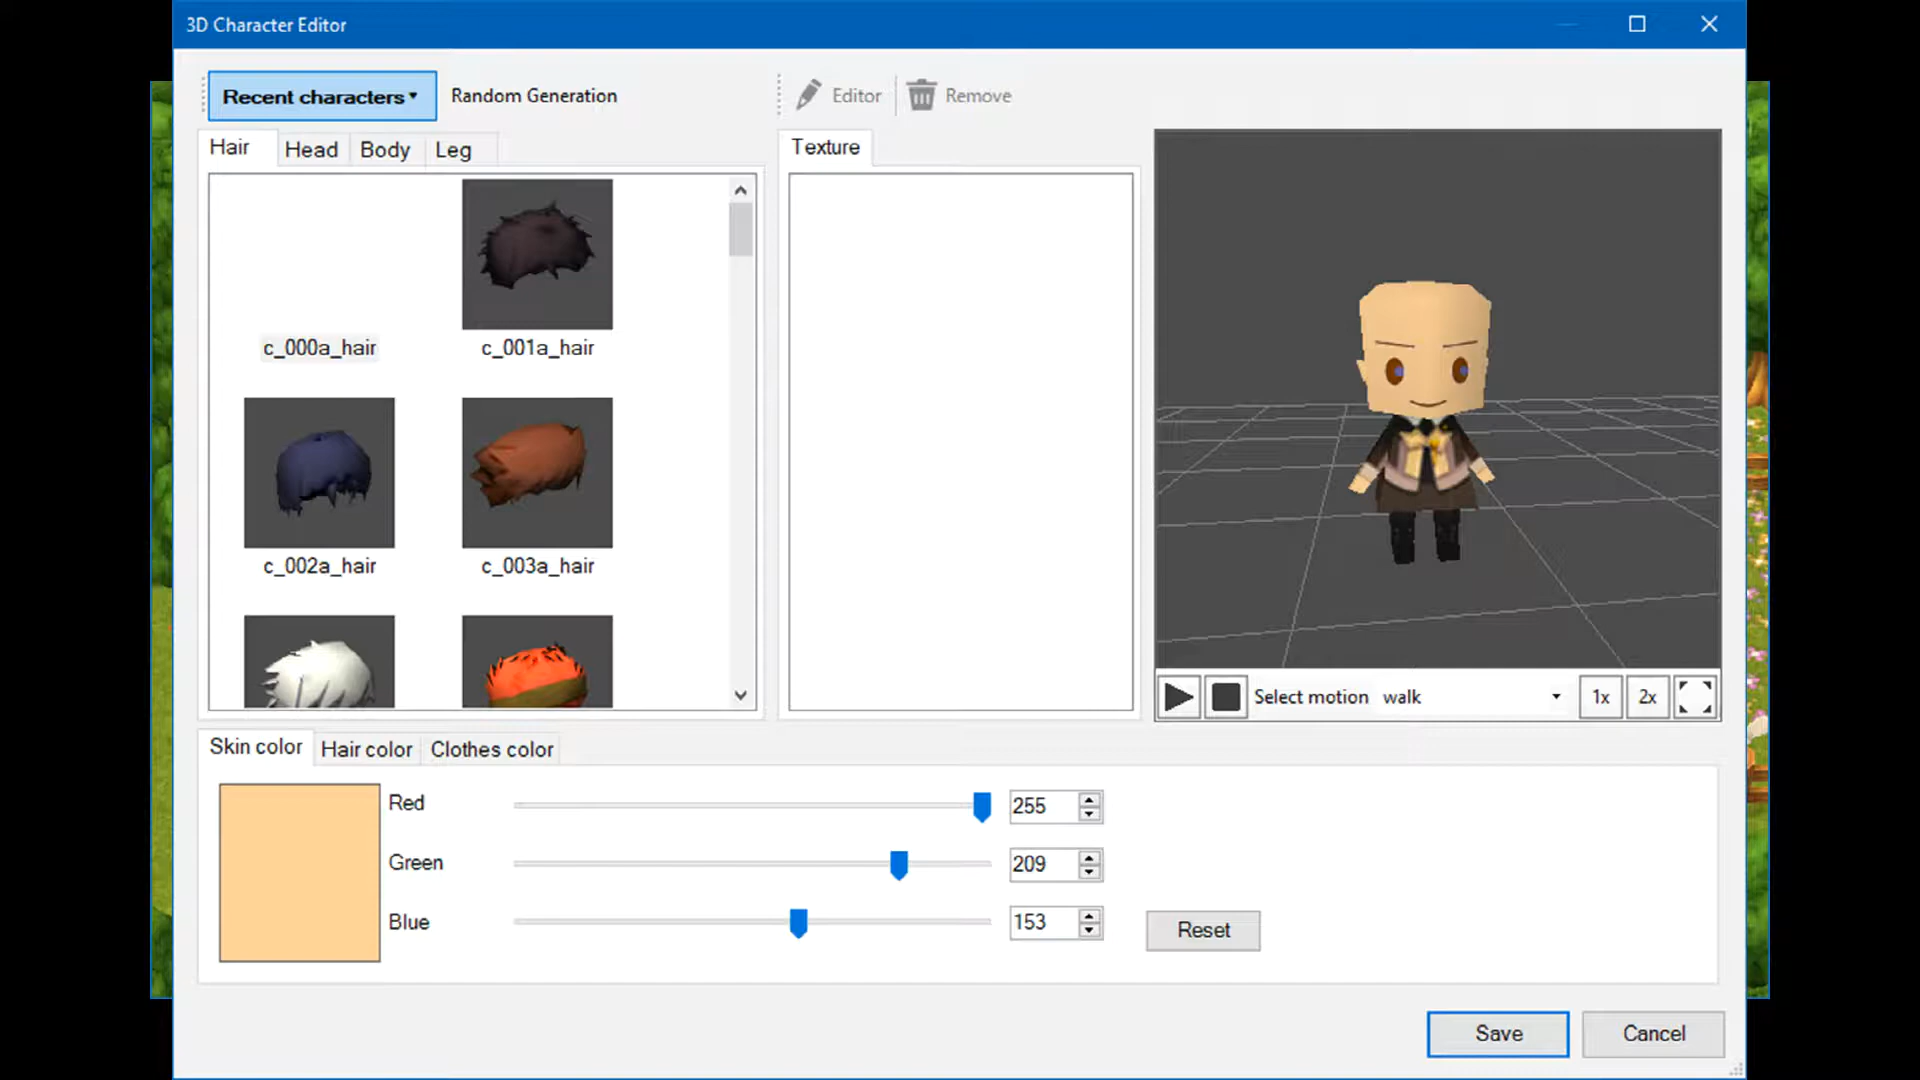 3D Character Editor
Recent characters Random Generation
Editor Remove
Hair Head Body Leg
Texture
c_000a_hair c_001a_hair
c_002a_hair c_003a_hair
Select motion walk 1x 2x
Skin color Hair color Clothes color
Red 255
Green 209
Blue 153
Reset
Save Cancel